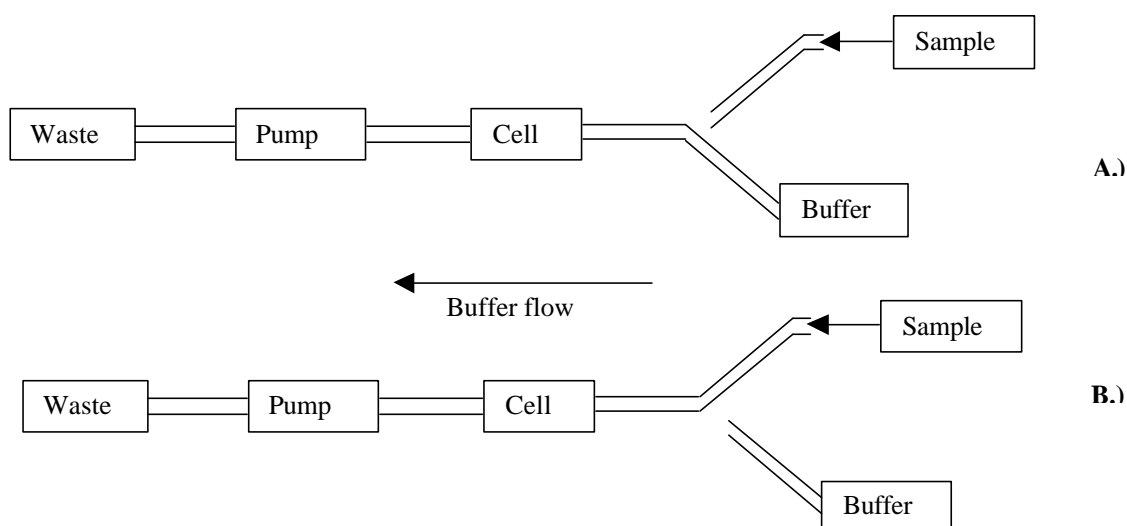 Sample
Waste
Pump
Cell
A.)
Buffer
Buffer flow
Sample
Waste
Pump
Cell
B.)
Buffer